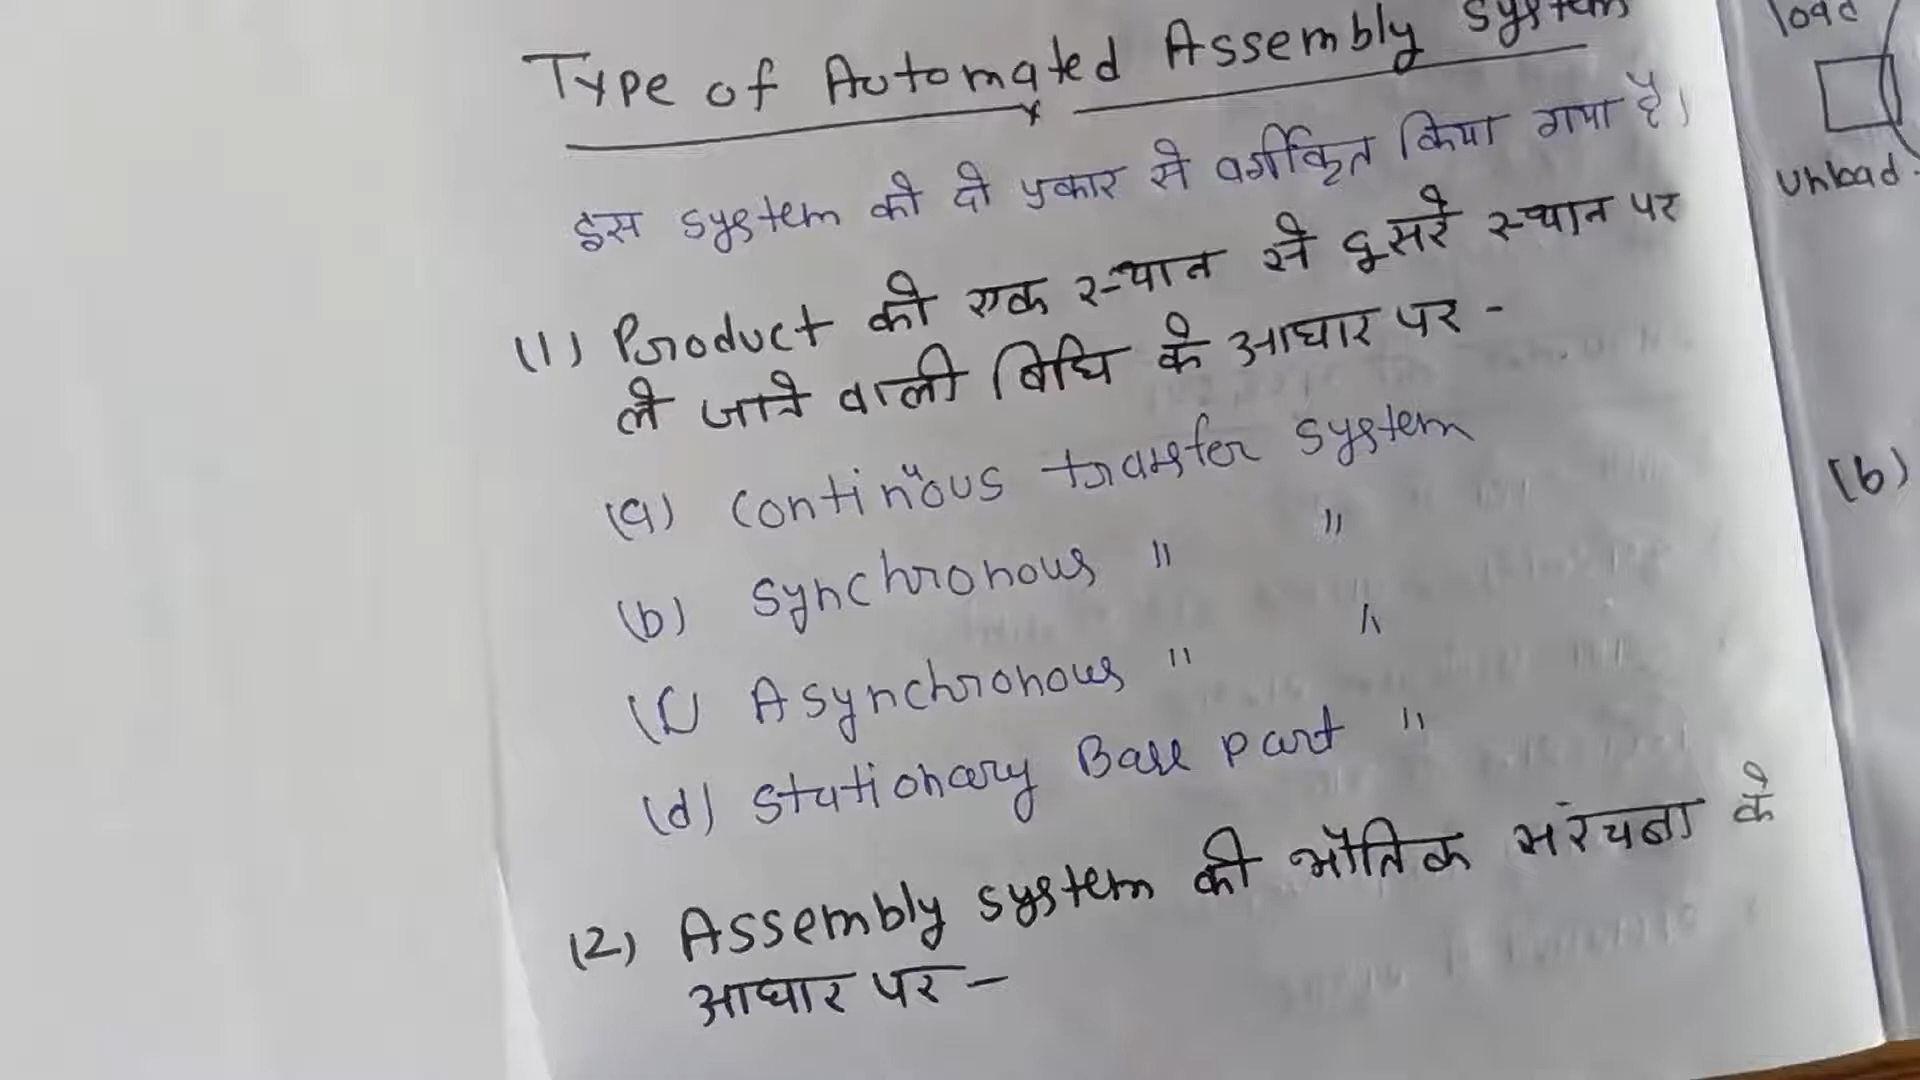 Type of Automated Assembly System
इस system को दो प्रकार से वर्गीकृत किया गया है।
(1) Product को एक स्थान से दूसरे स्थान पर
ले जाने वाली विधि के आधार पर -
(a) Continuous transfer system
(b) Synchronous " "
(c) Asynchronous " "
(d) Stationary Base part "
(2) Assembly system की भौतिक संरचना के
आधार पर -
load
unload
(b)